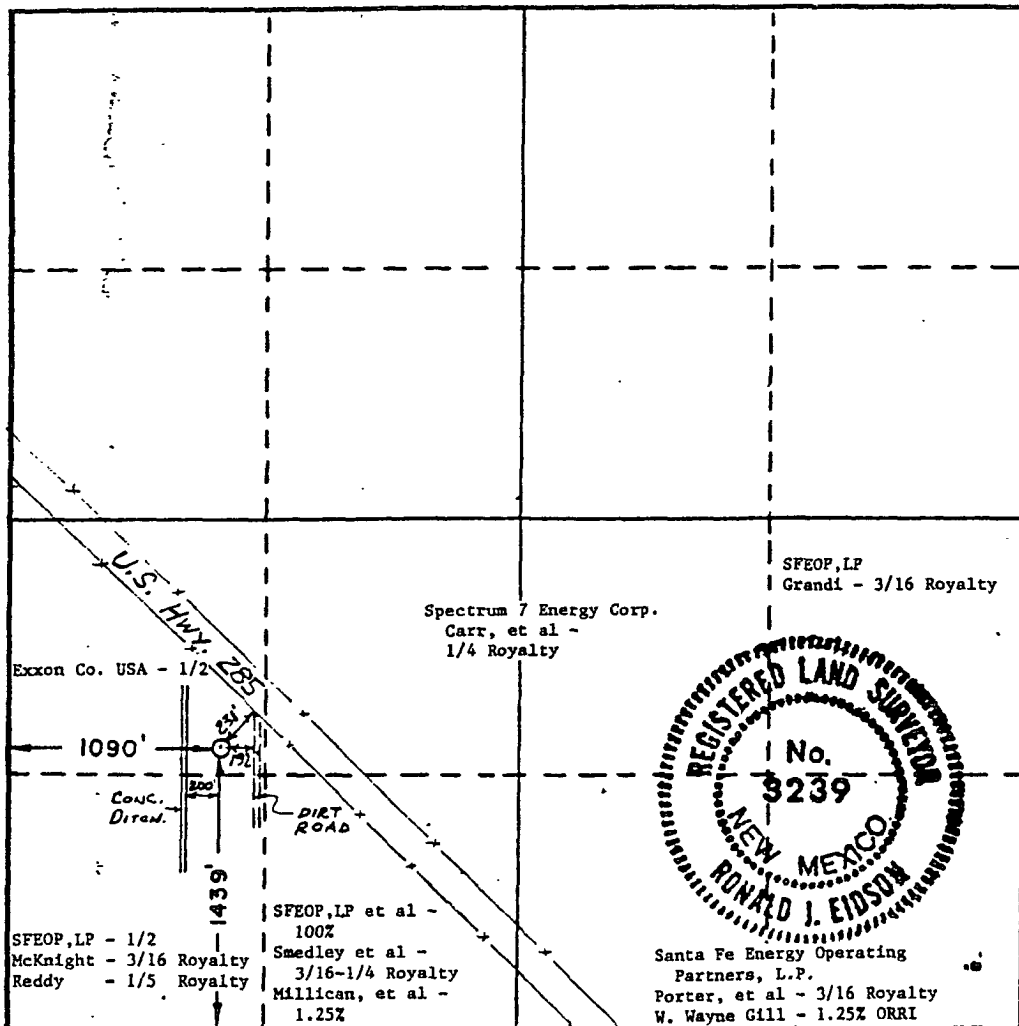 SFEOP,LP
Grandi - 3/16 Royalty
Spectrum 7 Energy Corp.
Carr, et al -
1/4 Royalty
U.S. HWY. 285
Exxon Co. USA - 1/2
1090'
200'
CONC.
DITCH.
DIRT
ROAD
1439'
REGISTERED LAND SURVEYOR
No.
3239
NEW MEXICO
RONALD J. EIDSON
SFEOP,LP - 1/2
McKnight - 3/16 Royalty
Reddy - 1/5 Royalty
SFEOP,LP et al -
100%
Smedley et al -
3/16-1/4 Royalty
Millican, et al -
1.25%
Santa Fe Energy Operating
Partners, L.P.
Porter, et al - 3/16 Royalty
W. Wayne Gill - 1.25% ORRI